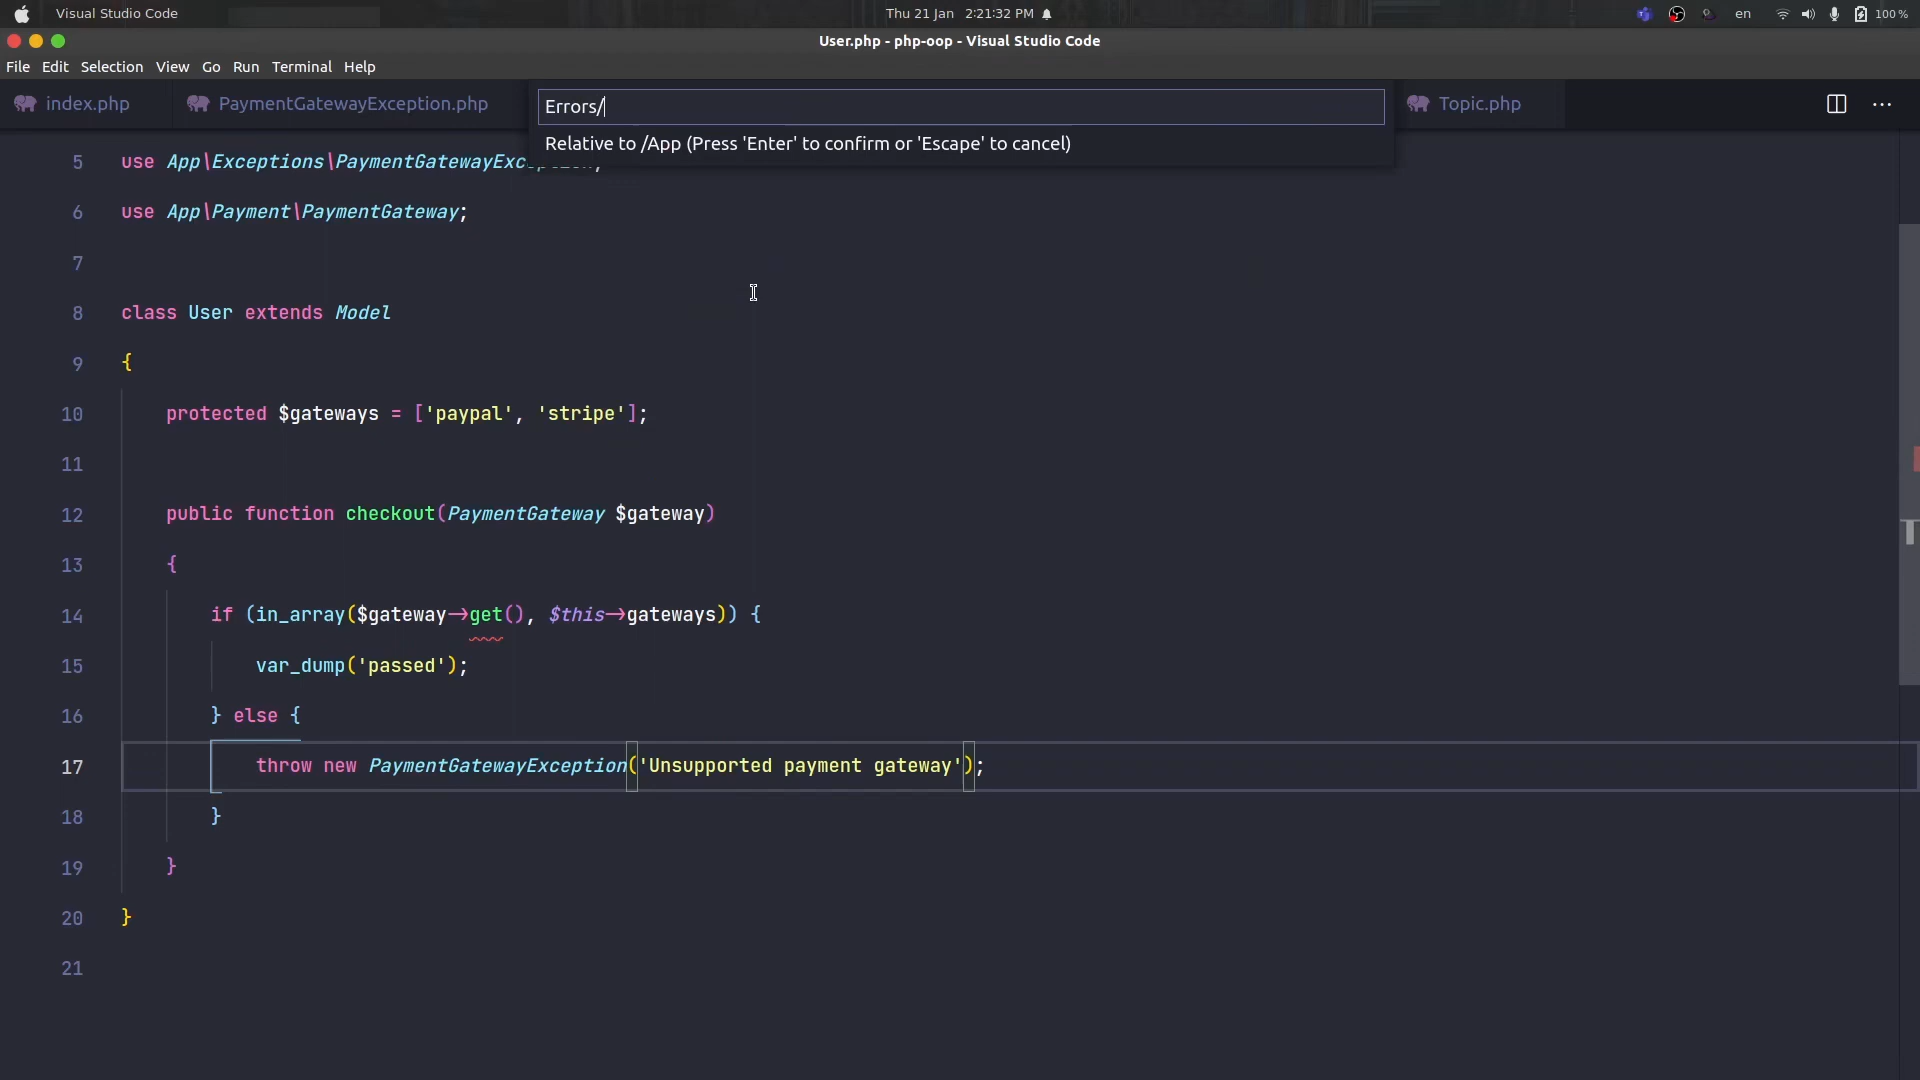 Visual Studio Code
Thu 21 Jan 2:21:32 PM
en
100 %
User.php - php-oop - Visual Studio Code
File Edit Selection View Go Run Terminal Help
index.php
PaymentGatewayException.php
Errors/
Topic.php
Relative to /App (Press 'Enter' to confirm or 'Escape' to cancel)
5 use App\Exceptions\PaymentGatewayException;
6 use App\Payment\PaymentGateway;
7
8 class User extends Model
9 {
10 protected $gateways = ['paypal', 'stripe'];
11
12 public function checkout(PaymentGateway $gateway)
13 {
14 if (in_array($gateway->get(), $this->gateways)) {
15 var_dump('passed');
16 } else {
17 throw new PaymentGatewayException('Unsupported payment gateway');
18 }
19 }
20 }
21